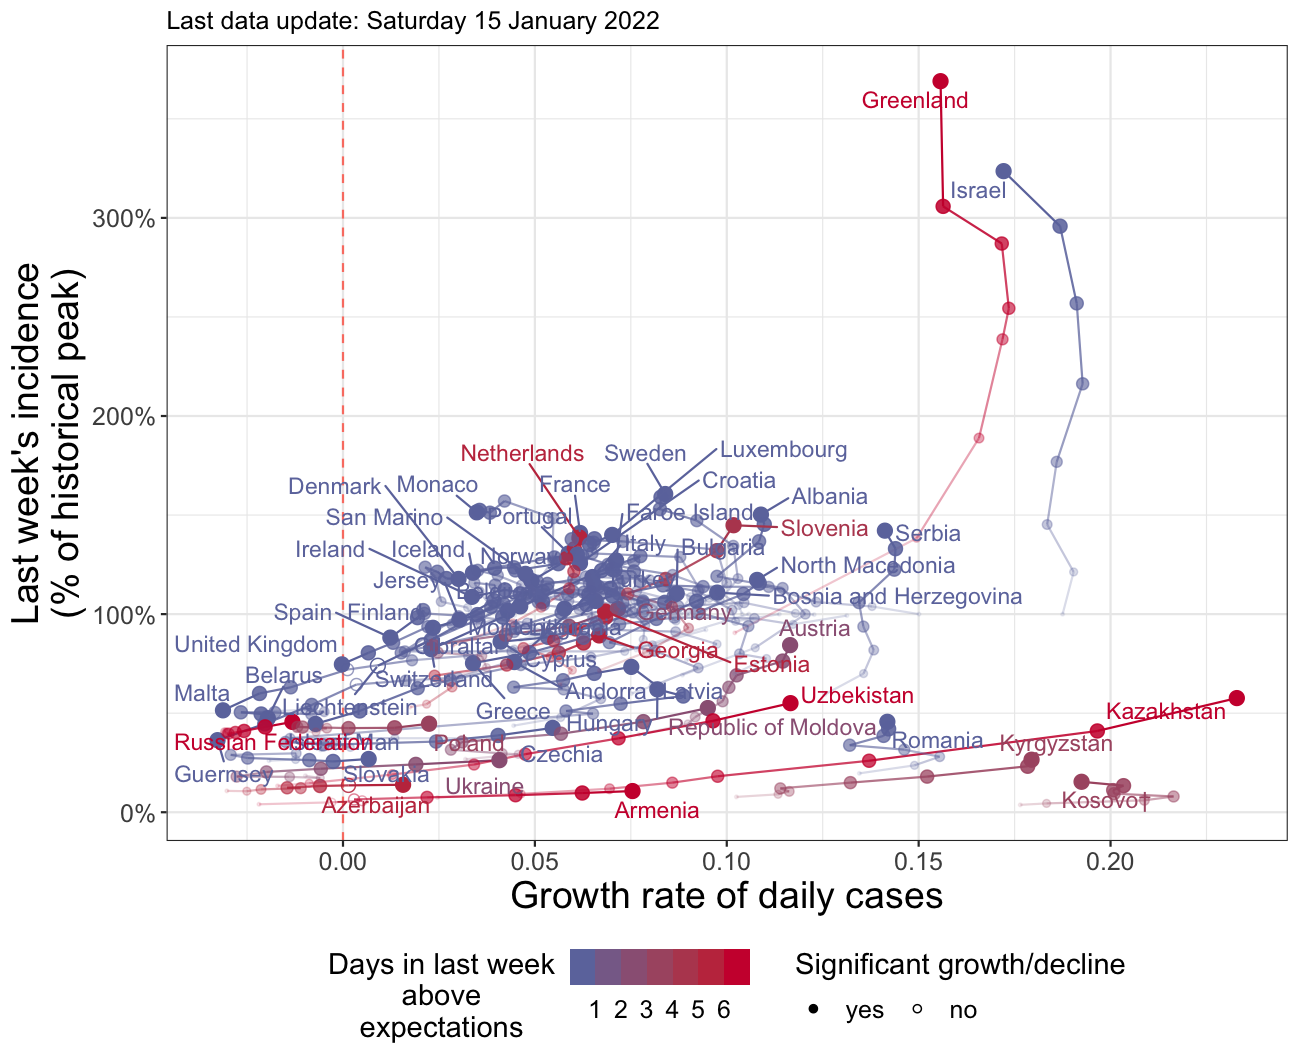 Last data update: Saturday 15 January 2022
Last week's incidence
(% of historical peak)
300%
200%
100%
0%
Greenland
Israel
Netherlands
Sweden
Luxembourg
Denmark
Monaco
France
Croatia
Albania
San Marino
Portugal
Faroe Islands
Slovenia
Serbia
Ireland
Iceland
Norway
Italy
Bulgaria
North Macedonia
Jersey
Turkey
Bosnia and Herzegovina
Spain
Finland
Germany
Austria
United Kingdom
Gibraltar
Cyprus
Georgia
Estonia
Belarus
Switzerland
Andorra
Latvia
Uzbekistan
Malta
Liechtenstein
Greece
Hungary
Republic of Moldova
Kazakhstan
Russian Federation
Poland
Czechia
Romania
Kyrgyzstan
Guernsey
Slovakia
Ukraine
Azerbaijan
Armenia
Kosovo†
0.00
0.05
0.10
0.15
0.20
Growth rate of daily cases
Days in last week
above
expectations
1 2 3 4 5 6
Significant growth/decline
yes
no